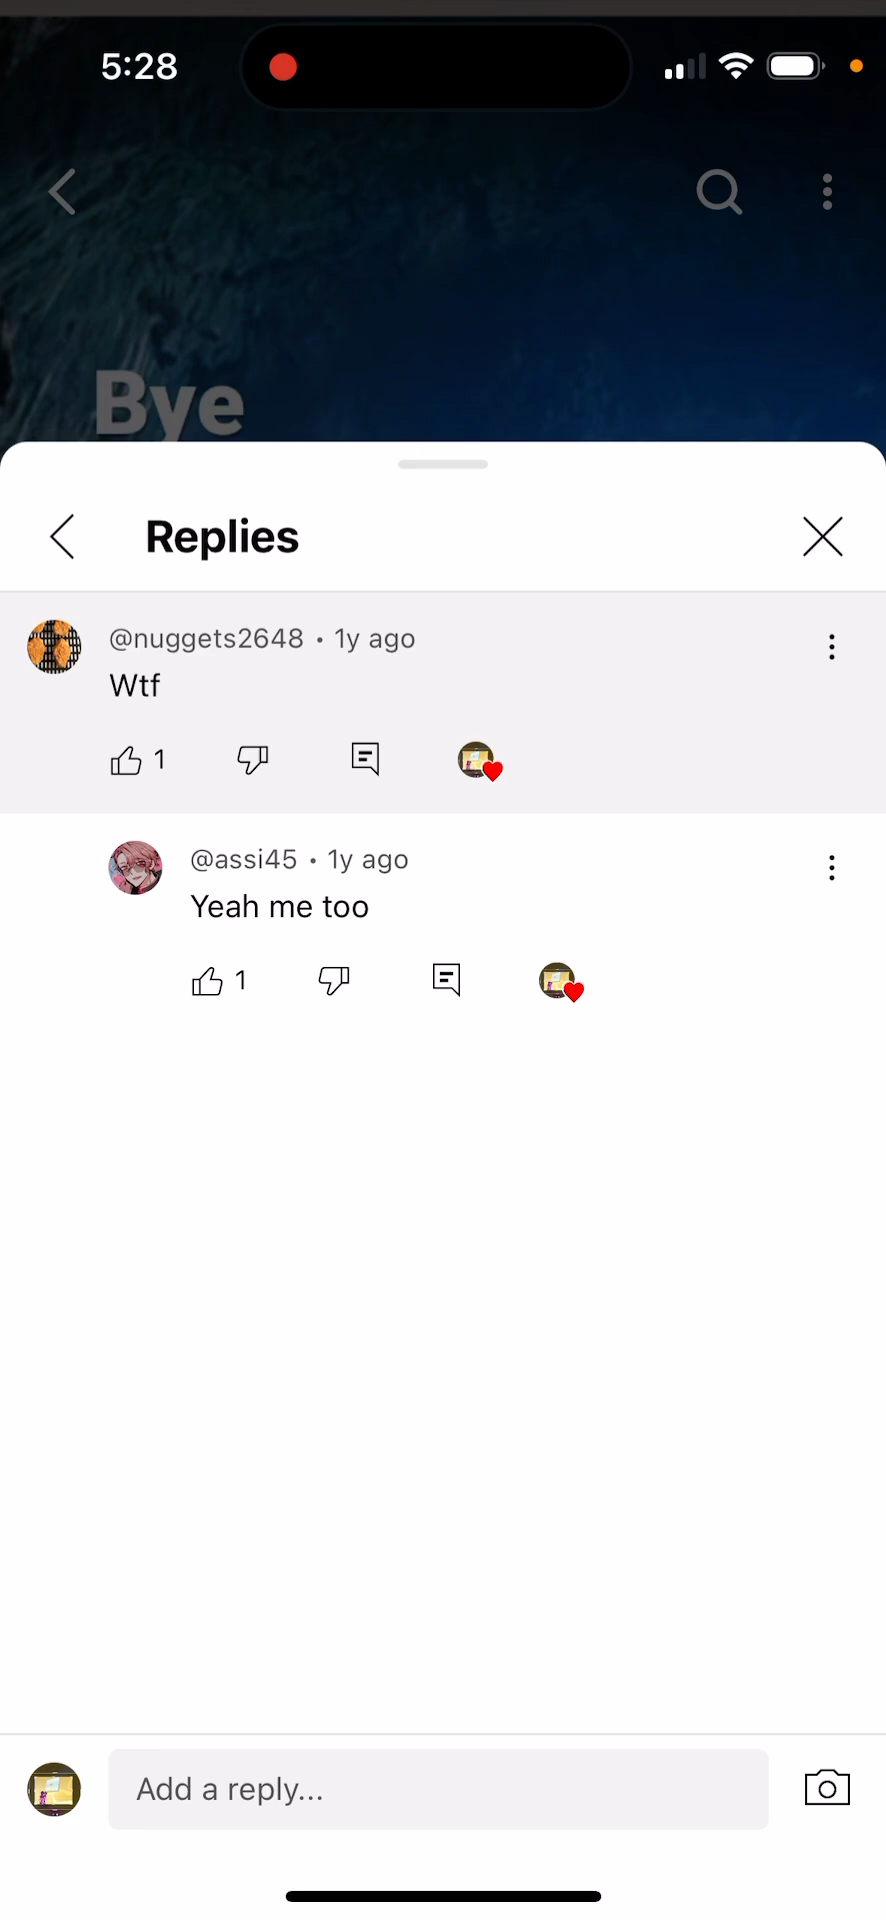 5:28
Bye
Replies
@nuggets2648 • 1y ago
Wtf
1
@assi45 • 1y ago
Yeah me too
1
Add a reply...